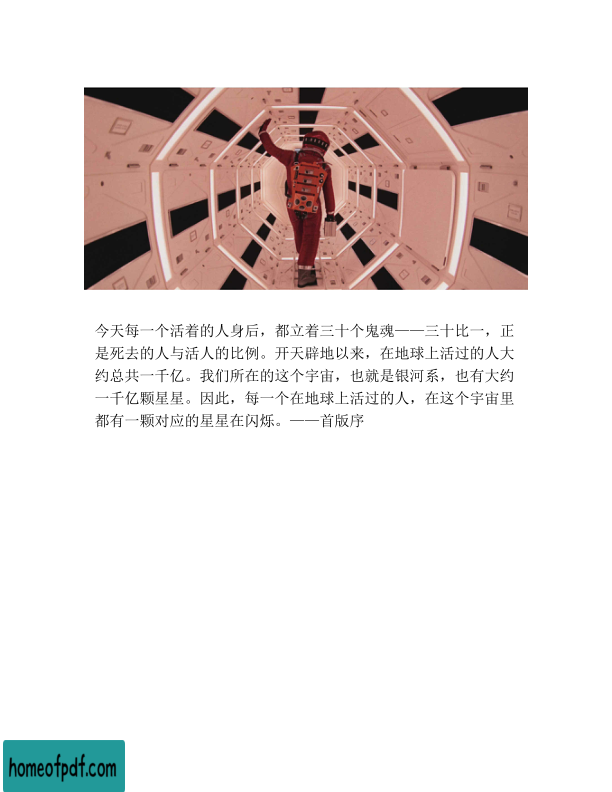 今天每一个活着的人身后，都立着三十个鬼魂——三十比一，正
是死去的人与活人的比例。开天辟地以来，在地球上活过的人大
约总共一千亿。我们所在的这个宇宙，也就是银河系，也有大约
一千亿颗星星。因此，每一个在地球上活过的人，在这个宇宙里
都有一颗对应的星星在闪烁。——首版序
homeofpdf.com